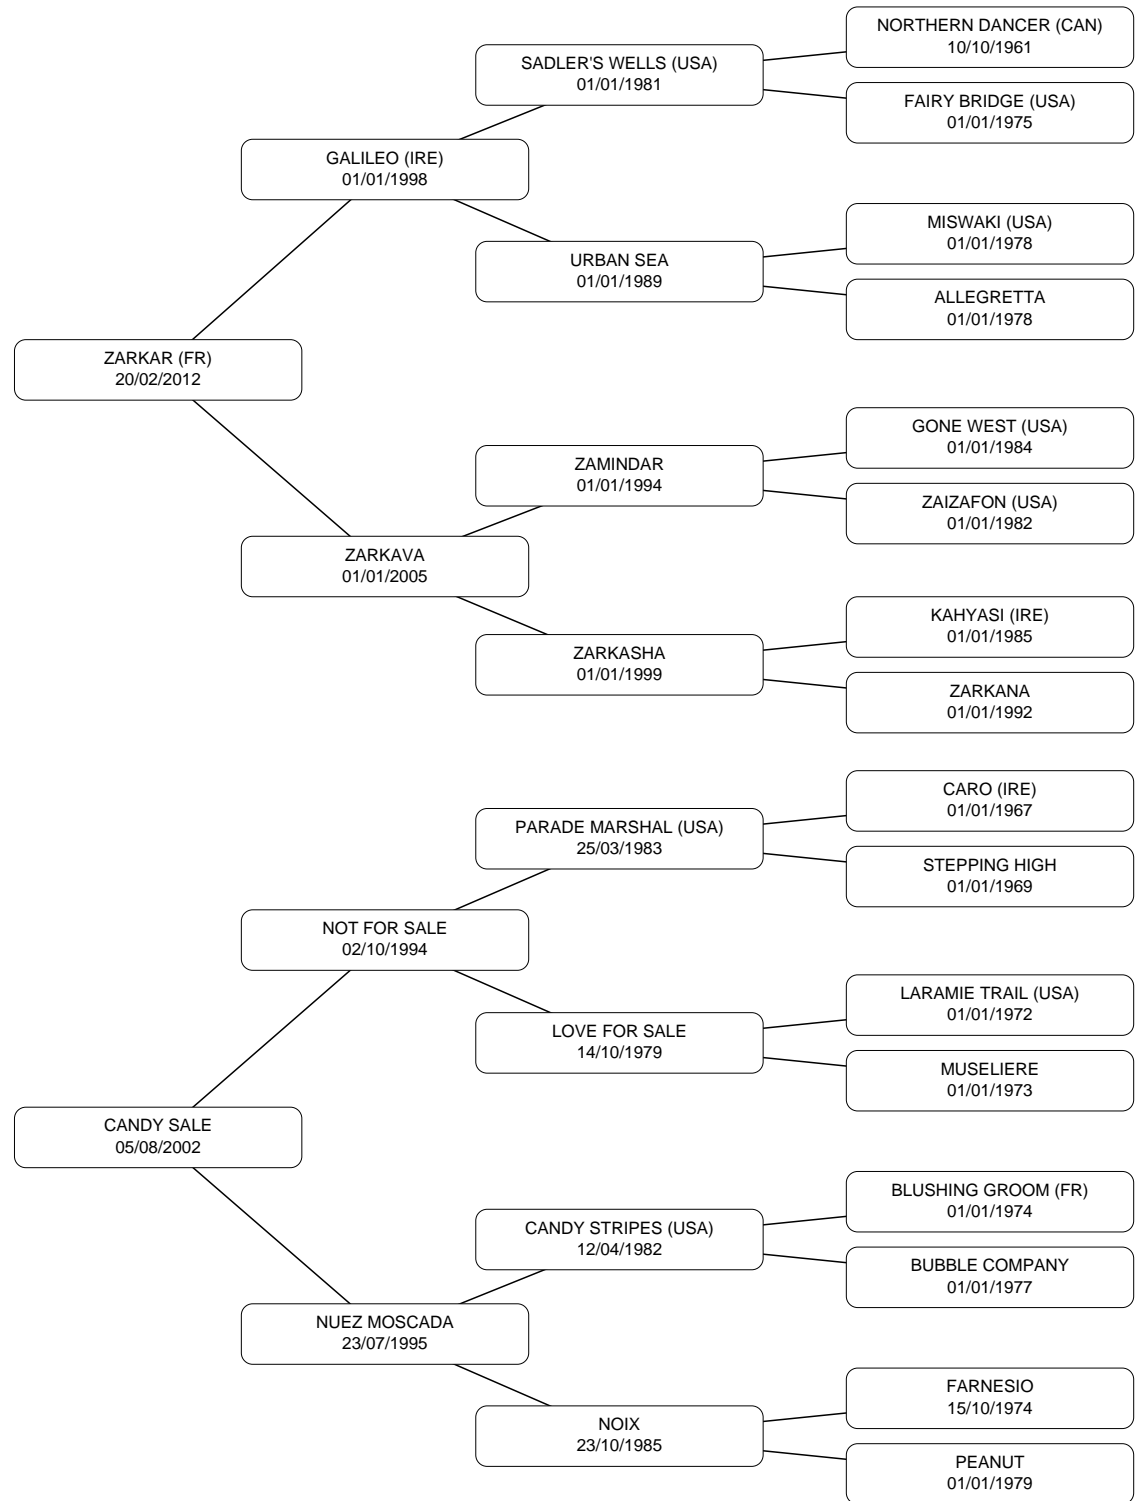 NORTHERN DANCER (CAN)
10/10/1961
SADLER'S WELLS (USA)
01/01/1981
FAIRY BRIDGE (USA)
01/01/1975
GALILEO (IRE)
01/01/1998
MISWAKI (USA)
01/01/1978
URBAN SEA
01/01/1989
ALLEGRETTA
01/01/1978
ZARKAR (FR)
20/02/2012
GONE WEST (USA)
01/01/1984
ZAMINDAR
01/01/1994
ZAIZAFON (USA)
01/01/1982
ZARKAVA
01/01/2005
KAHYASI (IRE)
01/01/1985
ZARKASHA
01/01/1999
ZARKANA
01/01/1992
CARO (IRE)
01/01/1967
PARADE MARSHAL (USA)
25/03/1983
STEPPING HIGH
01/01/1969
NOT FOR SALE
02/10/1994
LARAMIE TRAIL (USA)
01/01/1972
LOVE FOR SALE
14/10/1979
MUSELIERE
01/01/1973
CANDY SALE
05/08/2002
BLUSHING GROOM (FR)
01/01/1974
CANDY STRIPES (USA)
12/04/1982
BUBBLE COMPANY
01/01/1977
NUEZ MOSCADA
23/07/1995
FARNESIO
15/10/1974
NOIX
23/10/1985
PEANUT
01/01/1979